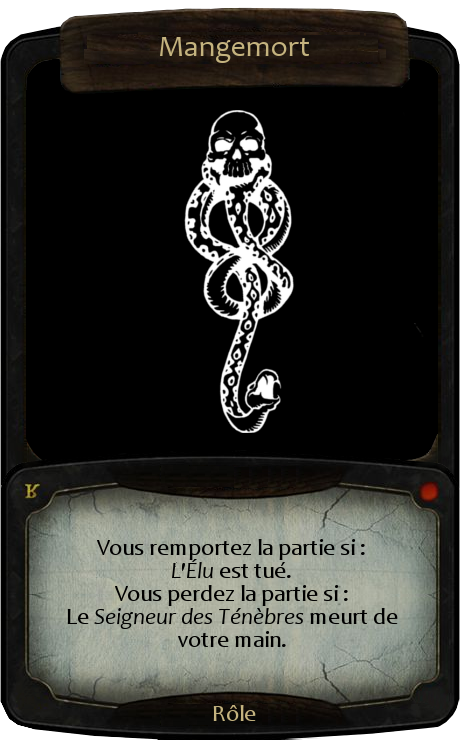 Mangemort
Vous remportez la partie si :
L'Élu est tué.
Vous perdez la partie si :
Le Seigneur des Ténèbres meurt de
votre main.
Rôle